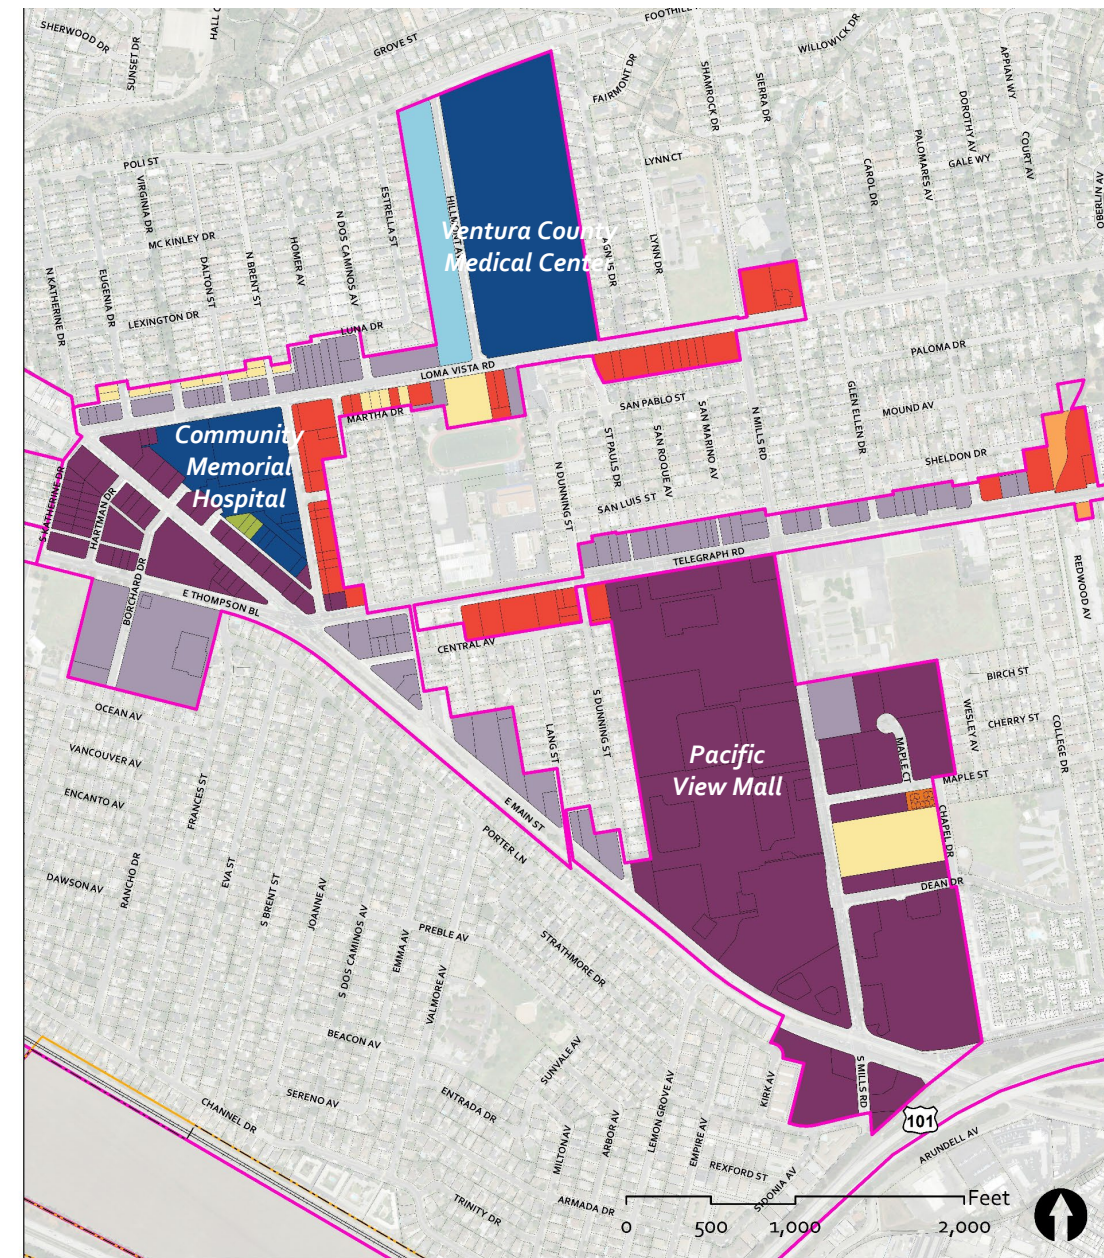 FOOTHILL
SHERWOOD DR
SUNSET DR
GROVE ST
WILLOWICK DR
FAIRMONT DR
SHAMROCK DR
SIERRA DR
APPIAN WY
DOROTHY AV
COURT AV
PALOMARES AV
GALE WY
CAROL DR
POLI ST
VIRGINIA DR
ESTRELLA ST
HILLMONT AV
LYNN CT
LYNN DR
Ventura County
Medical Center
MC KINLEY DR
N DOS CAMINOS AV
HOMER AV
N BRENT ST
DALTON ST
EUGENIA DR
N KATHERINE DR
LEXINGTON DR
LUNA DR
LOMA VISTA RD
PALOMA DR
MARTHA DR
SAN PABLO ST
MOUND AV
GLEN ELLEN DR
N MILLS RD
SAN MARINO AV
SAN ROQUE AV
ST PAULS DR
SHELDON DR
Community
Memorial
Hospital
N DUNNING ST
SAN LUIS ST
S KATHERINE DR
HARTMAN DR
TELEGRAPH RD
BORCHARD DR
E THOMPSON BL
REDWOOD AV
CENTRAL AV
BIRCH ST
OCEAN AV
S DUNNING ST
LANG ST
WESLEY AV
CHERRY ST
COLLEGE DR
VANCOUVER AV
Pacific
View Mall
MAPLE CT
MAPLE ST
ENCANTO AV
FRANCES ST
E MAIN ST
PORTER LN
CHAPEL DR
DAWSON AV
RANCHO DR
EVA ST
S BRENT ST
JOANNE AV
DEAN DR
S DOS CAMINOS AV
EMMA AV
PREBLE AV
STRATHMORE DR
VALMORE AV
BEACON AV
SUNVALE AV
S MILLS RD
KIRK AV
SERENO AV
ENTRADA DR
LEMON GROVE AV
101
CHANNEL DR
ARBOR AV
EMPIRE AV
MILTON AV
REXFORD ST
ARUNDELL AV
SIDONIA AV
TRINITY DR
ARMADA DR
Feet
0 500 1,000 2,000